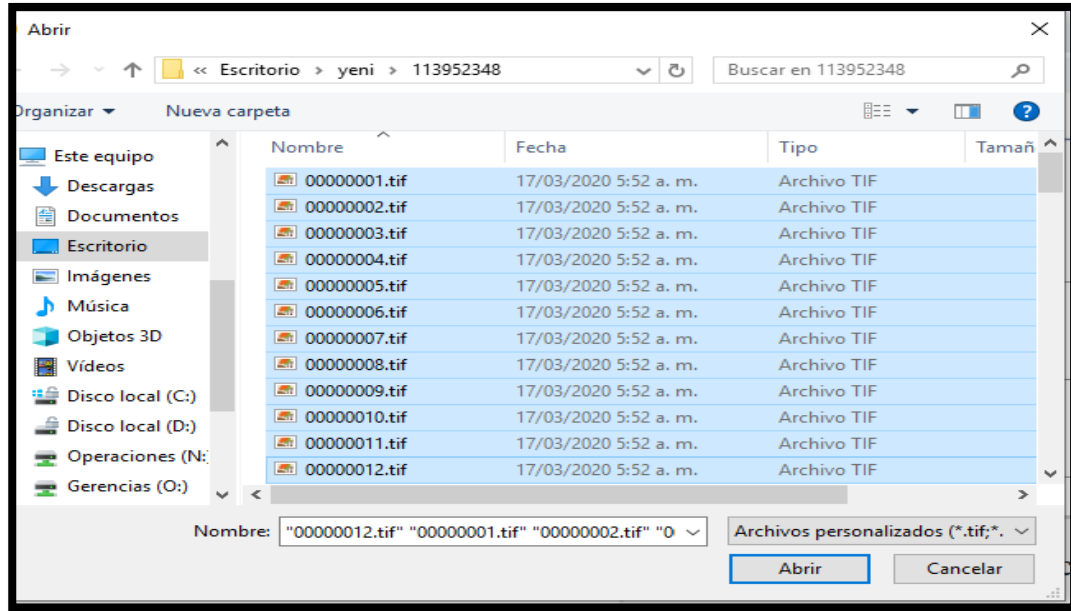 Abrir
« Escritorio > yeni > 113952348
Buscar en 113952348
Organizar
Nueva carpeta
Nombre Fecha Tipo Tamañ
Este equipo
Descargas
Documentos
Escritorio
Imágenes
Música
Objetos 3D
Vídeos
Disco local (C:)
Disco local (D:)
Operaciones (N:
Gerencias (O:)
00000001.tif 17/03/2020 5:52 a. m. Archivo TIF
00000002.tif 17/03/2020 5:52 a. m. Archivo TIF
00000003.tif 17/03/2020 5:52 a. m. Archivo TIF
00000004.tif 17/03/2020 5:52 a. m. Archivo TIF
00000005.tif 17/03/2020 5:52 a. m. Archivo TIF
00000006.tif 17/03/2020 5:52 a. m. Archivo TIF
00000007.tif 17/03/2020 5:52 a. m. Archivo TIF
00000008.tif 17/03/2020 5:52 a. m. Archivo TIF
00000009.tif 17/03/2020 5:52 a. m. Archivo TIF
00000010.tif 17/03/2020 5:52 a. m. Archivo TIF
00000011.tif 17/03/2020 5:52 a. m. Archivo TIF
00000012.tif 17/03/2020 5:52 a. m. Archivo TIF
Nombre: "00000012.tif" "00000001.tif" "00000002.tif" "0
Archivos personalizados (*.tif;*.
Abrir
Cancelar